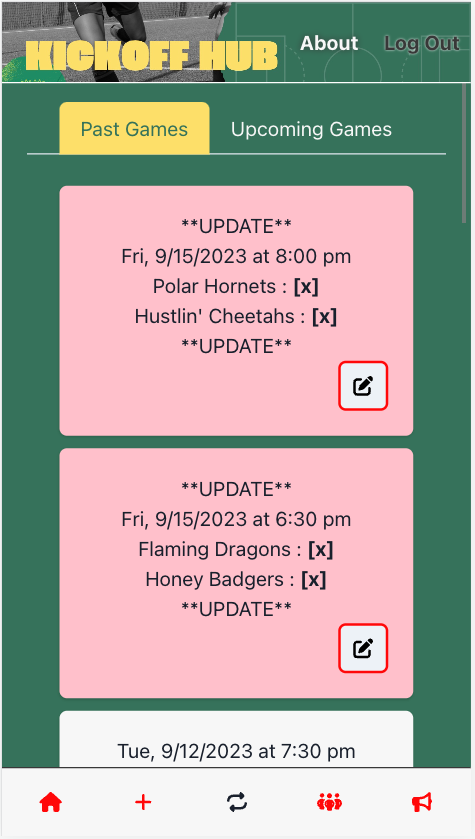 KICKOFF HUB
About Log Out
Past Games Upcoming Games
**UPDATE**
Fri, 9/15/2023 at 8:00 pm
Polar Hornets : [x]
Hustlin' Cheetahs : [x]
**UPDATE**
**UPDATE**
Fri, 9/15/2023 at 6:30 pm
Flaming Dragons : [x]
Honey Badgers : [x]
**UPDATE**
Tue, 9/12/2023 at 7:30 pm